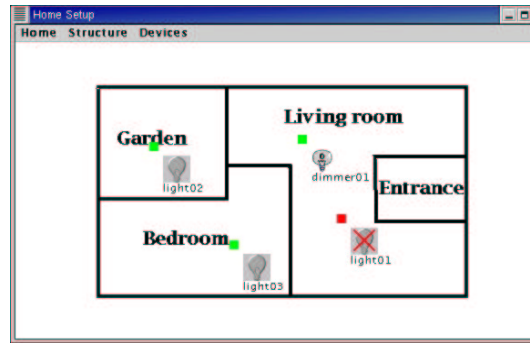 Home Setup
Home Structure Devices
Living room
Garden
dimmer01
light02
Entrance
Bedroom
light01
light03